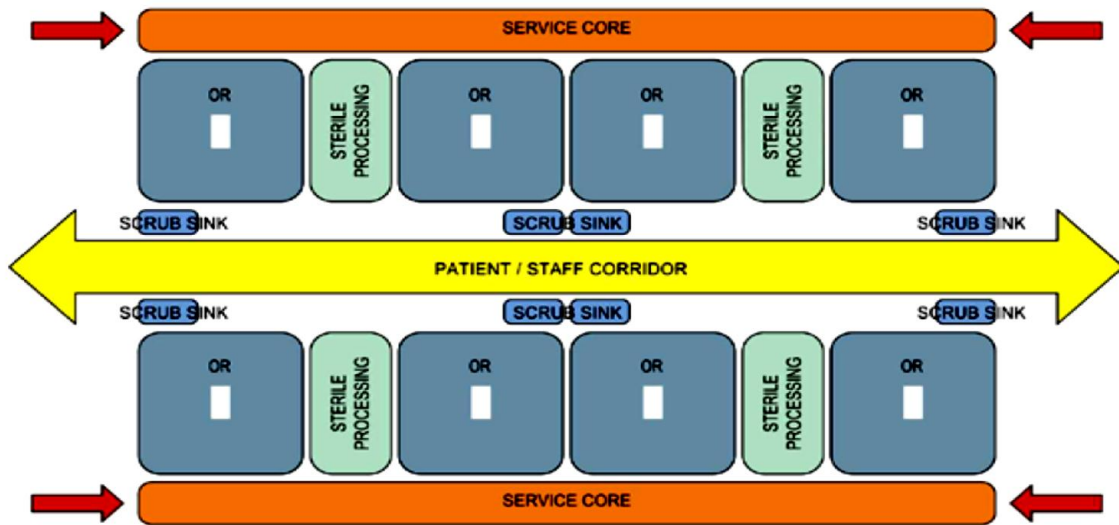 SERVICE CORE
OR
STERILE
PROCESSING
OR
OR
STERILE
PROCESSING
OR
SCRUB SINK
SCRUB SINK
SCRUB SINK
PATIENT / STAFF CORRIDOR
SCRUB SINK
SCRUB SINK
SCRUB SINK
OR
STERILE
PROCESSING
OR
OR
STERILE
PROCESSING
OR
SERVICE CORE